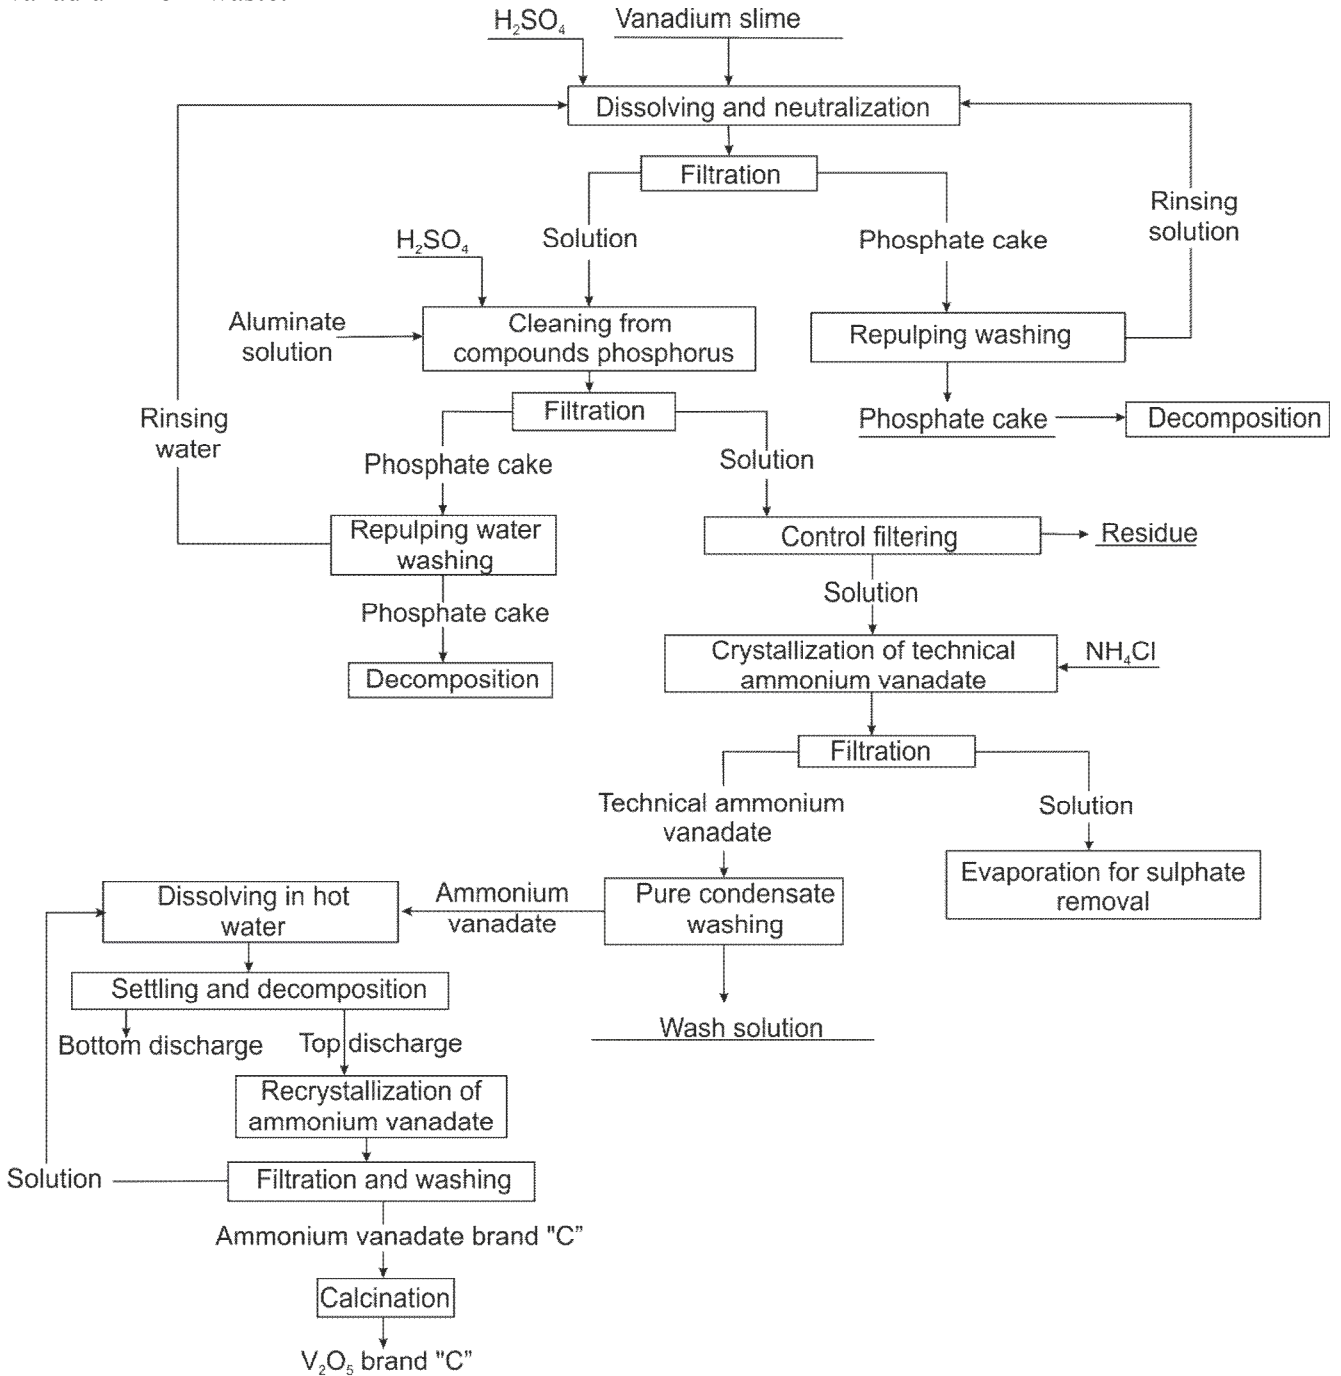 H₂SO₄
Vanadium slime
Dissolving and neutralization
Filtration
Rinsing
solution
Solution
Phosphate cake
H₂SO₄
Aluminate
solution
Cleaning from
compounds phosphorus
Repulping washing
Filtration
Phosphate cake
Decomposition
Rinsing
water
Phosphate cake
Solution
Repulping water
washing
Control filtering
Residue
Solution
Phosphate cake
Decomposition
Crystallization of technical
ammonium vanadate
NH₄Cl
Filtration
Technical ammonium
vanadate
Solution
Evaporation for sulphate
removal
Pure condensate
washing
Ammonium
vanadate
Dissolving in hot
water
Settling and decomposition
Wash solution
Bottom discharge
Top discharge
Recrystallization of
ammonium vanadate
Solution
Filtration and washing
Ammonium vanadate brand "C”
Calcination
V₂O₅ brand "C”